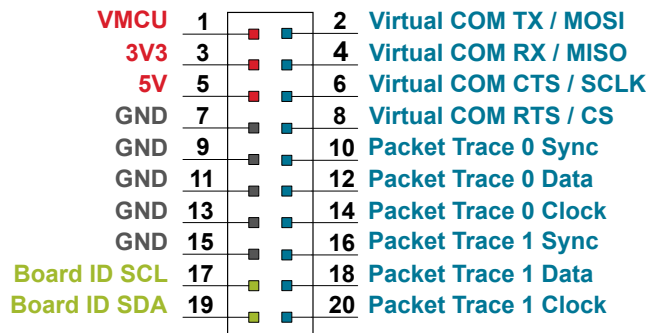 VMCU 1 2 Virtual COM TX / MOSI
3V3 3 4 Virtual COM RX / MISO
5V 5 6 Virtual COM CTS / SCLK
GND 7 8 Virtual COM RTS / CS
GND 9 10 Packet Trace 0 Sync
GND 11 12 Packet Trace 0 Data
GND 13 14 Packet Trace 0 Clock
GND 15 16 Packet Trace 1 Sync
Board ID SCL 17 18 Packet Trace 1 Data
Board ID SDA 19 20 Packet Trace 1 Clock